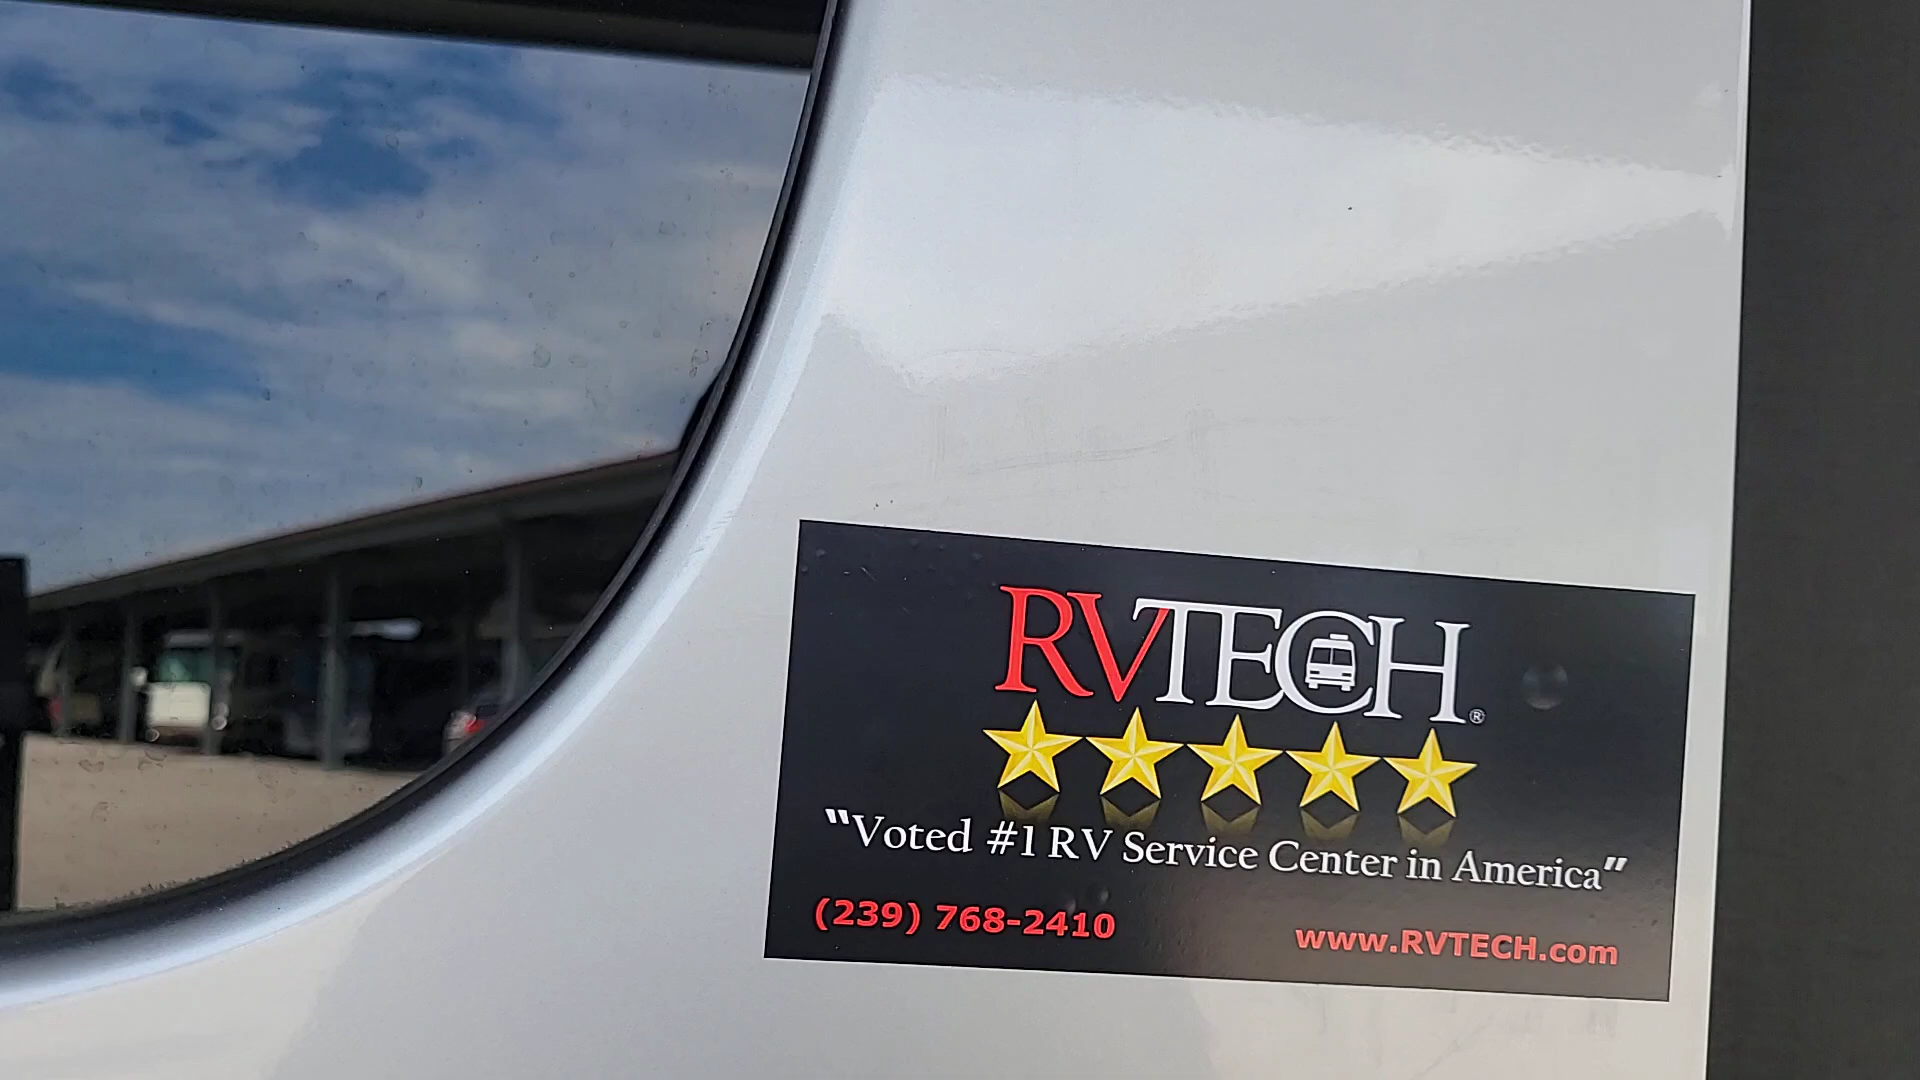 RVTECH®
"Voted #1 RV Service Center in America"
(239) 768-2410
www.RVTECH.com